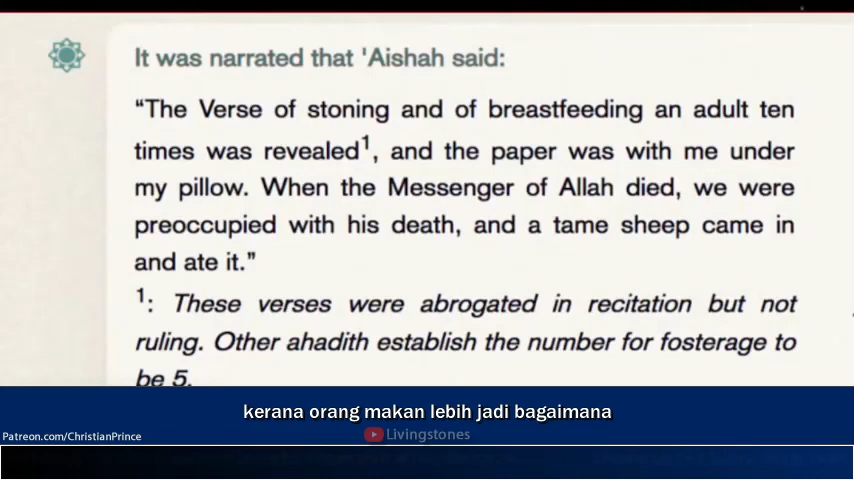 It was narrated that 'Aishah said:
“The Verse of stoning and of breastfeeding an adult ten
times was revealed1, and the paper was with me under
my pillow. When the Messenger of Allah died, we were
preoccupied with his death, and a tame sheep came in
and ate it.”
1: These verses were abrogated in recitation but not
ruling. Other ahadith establish the number for fosterage to
be 5.
kerana orang makan lebih jadi bagaimana
Patreon.com/ChristianPrince
Livingstones